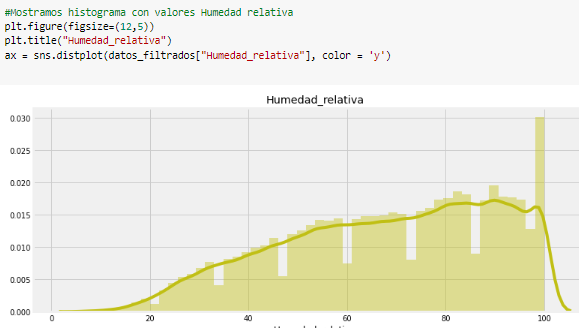 #Mostramos histograma con valores Humedad relativa
plt.figure(figsize=(12,5))
plt.title("Humedad_relativa")
ax = sns.distplot(datos_filtrados["Humedad_relativa"], color = 'y')
Humedad_relativa
0.030
0.025
0.020
0.015
0.010
0.005
0.000
0 20 40 60 80 100